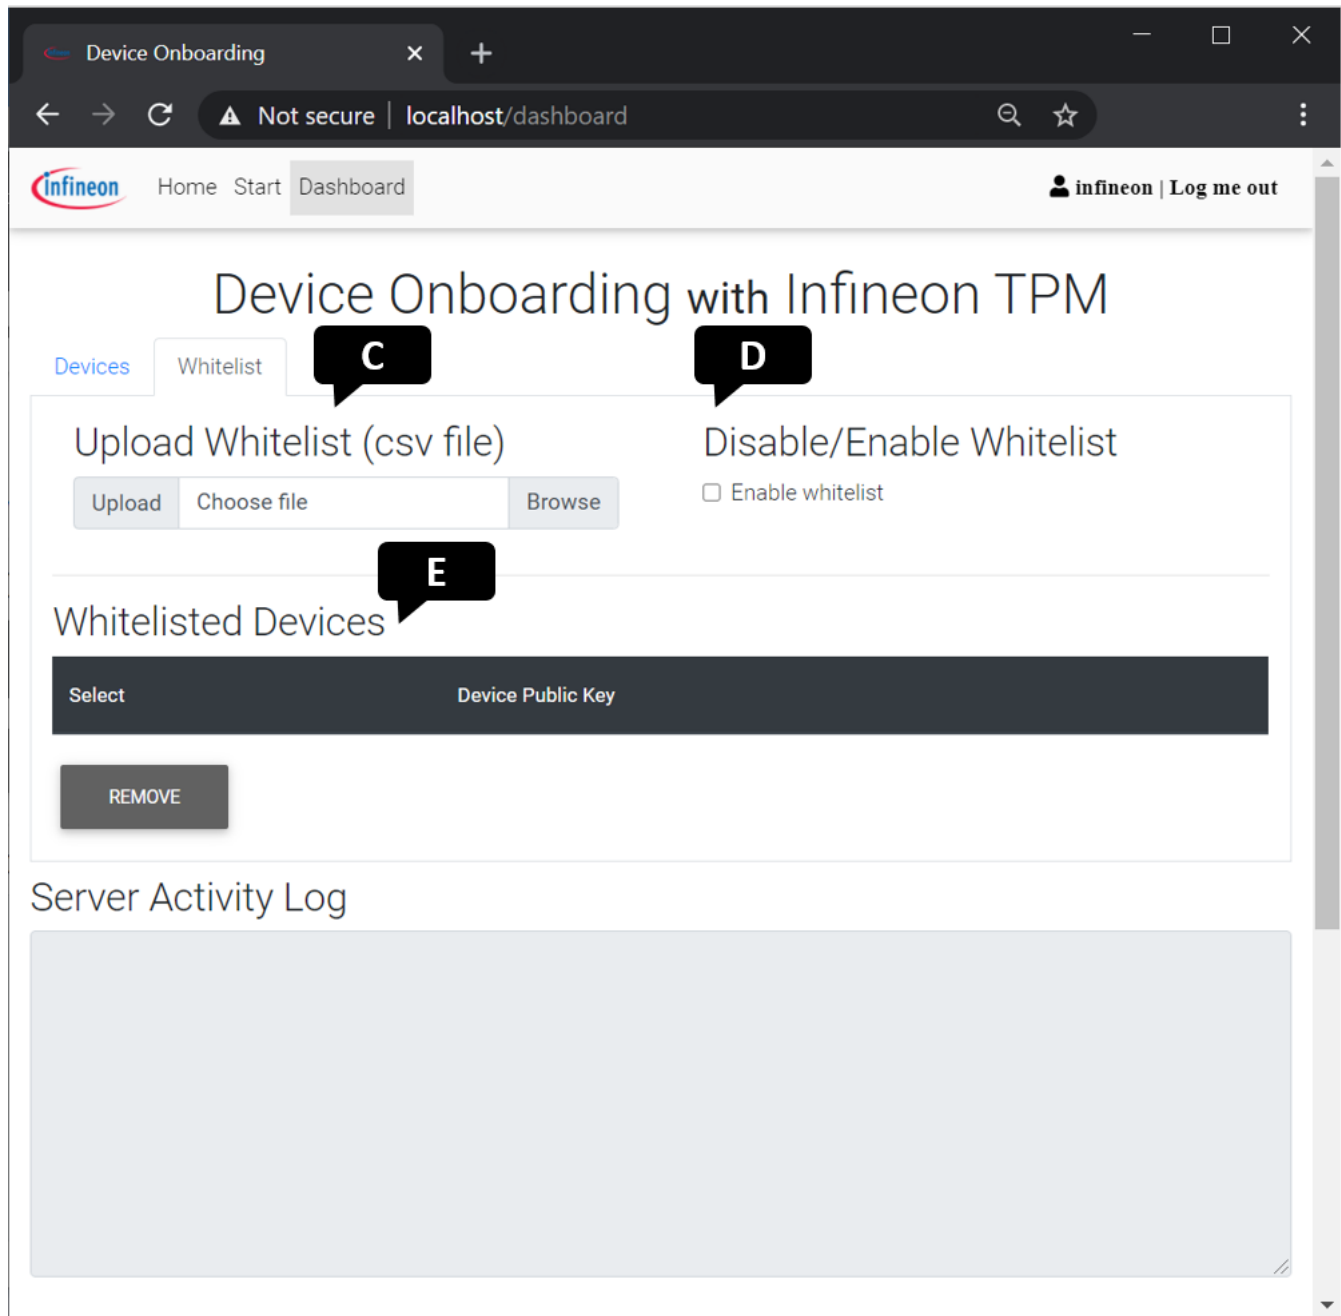 Device Onboarding
Not secure | localhost/dashboard
infineon Home Start Dashboard infineon | Log me out
Device Onboarding with Infineon TPM
Devices Whitelist C D
Upload Whitelist (csv file) Disable/Enable Whitelist
Upload Choose file Browse Enable whitelist
E
Whitelisted Devices
Select Device Public Key
REMOVE
Server Activity Log